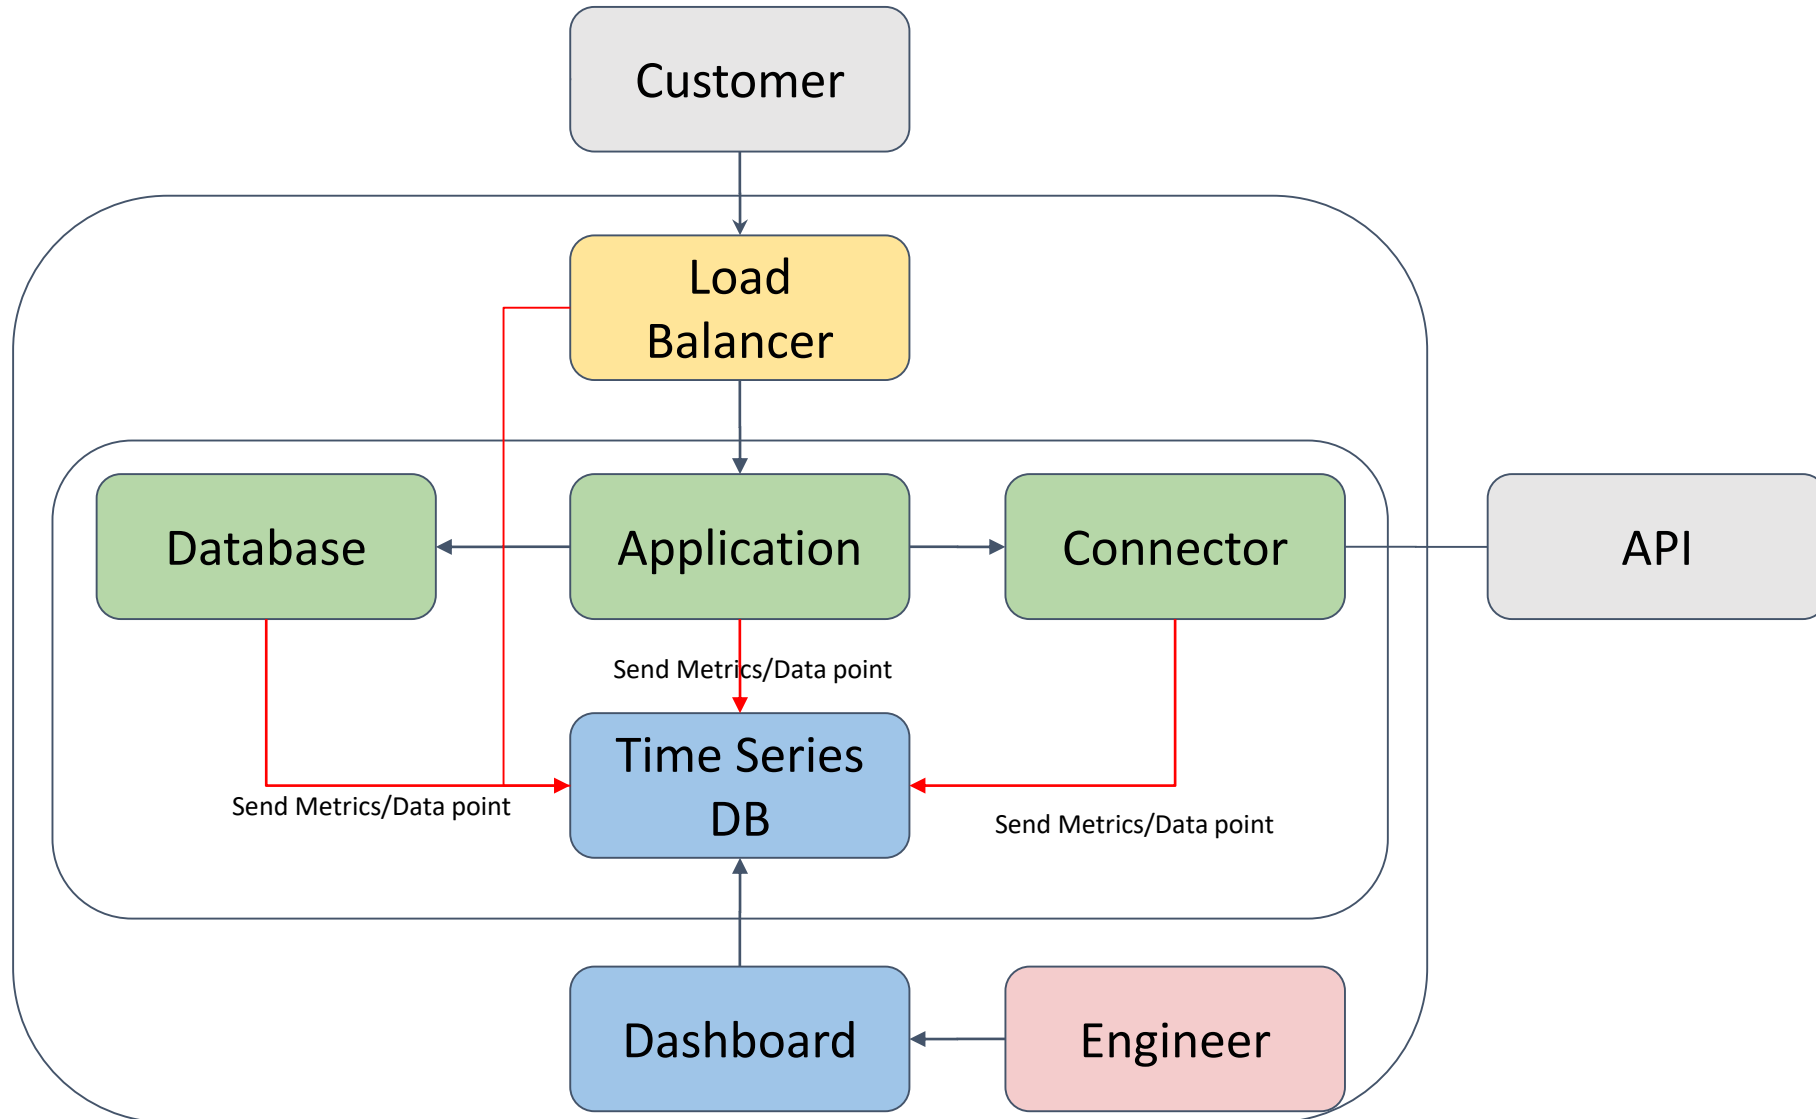 Customer
Load
Balancer
Database
Application
Connector
API
Send Metrics/Data point
Time Series
DB
Send Metrics/Data point
Send Metrics/Data point
Dashboard
Engineer